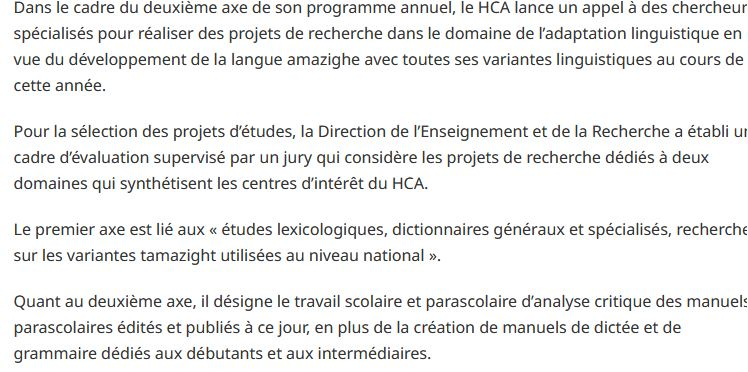 Dans le cadre du deuxième axe de son programme annuel, le HCA lance un appel à des chercheur
spécialisés pour réaliser des projets de recherche dans le domaine de l'adaptation linguistique en
vue du développement de la langue amazighe avec toutes ses variantes linguistiques au cours de
cette année.
Pour la sélection des projets d'études, la Direction de l'Enseignement et de la Recherche a établi un
cadre d'évaluation supervisé par un jury qui considère les projets de recherche dédiés à deux
domaines qui synthétisent les centres d'intérêt du HCA.
Le premier axe est lié aux « études lexicologiques, dictionnaires généraux et spécialisés, recherche
sur les variantes tamazight utilisées au niveau national ».
Quant au deuxième axe, il désigne le travail scolaire et parascolaire d'analyse critique des manuels
parascolaires édités et publiés à ce jour, en plus de la création de manuels de dictée et de
grammaire dédiés aux débutants et aux intermédiaires.